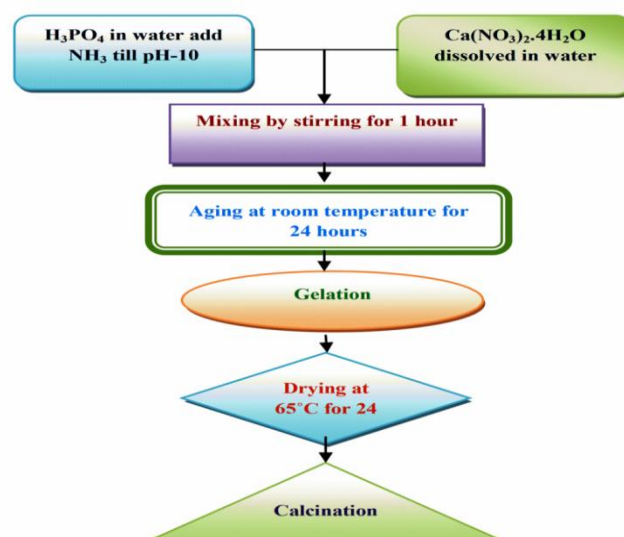 H₃PO₄ in water add
NH₃ till pH-10
Ca(NO₃)₂.4H₂O
dissolved in water
Mixing by stirring for 1 hour
Aging at room temperature for
24 hours
Gelation
Drying at
65°C for 24
Calcination